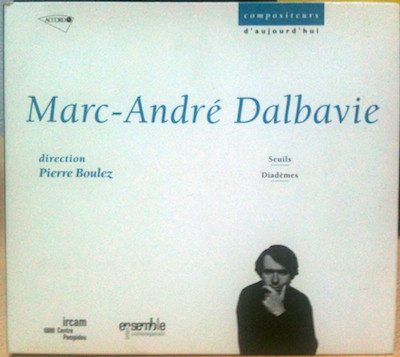 ACCORD
compositeurs
d'aujourd'hui
Marc-André Dalbavie
direction
Pierre Boulez
Seuils
Diadèmes
ircam
Centre
Pompidou
ensemble
intercontemporain